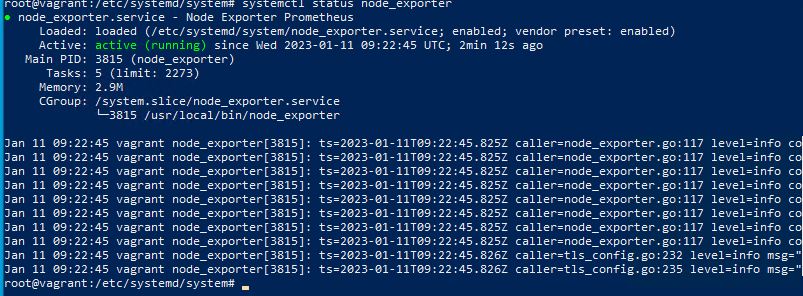 root@vagrant:/etc/systemd/system# systemctl status node_exporter
● node_exporter.service - Node Exporter Prometheus
Loaded: loaded (/etc/systemd/system/node_exporter.service; enabled; vendor preset: enabled)
Active: active (running) since Wed 2023-01-11 09:22:45 UTC; 2min 12s ago
Main PID: 3815 (node_exporter)
Tasks: 5 (limit: 2273)
Memory: 2.9M
CGroup: /system.slice/node_exporter.service
└─3815 /usr/local/bin/node_exporter
Jan 11 09:22:45 vagrant node_exporter[3815]: ts=2023-01-11T09:22:45.825Z caller=node_exporter.go:117 level=info co
Jan 11 09:22:45 vagrant node_exporter[3815]: ts=2023-01-11T09:22:45.825Z caller=node_exporter.go:117 level=info co
Jan 11 09:22:45 vagrant node_exporter[3815]: ts=2023-01-11T09:22:45.825Z caller=node_exporter.go:117 level=info co
Jan 11 09:22:45 vagrant node_exporter[3815]: ts=2023-01-11T09:22:45.825Z caller=node_exporter.go:117 level=info co
Jan 11 09:22:45 vagrant node_exporter[3815]: ts=2023-01-11T09:22:45.825Z caller=node_exporter.go:117 level=info co
Jan 11 09:22:45 vagrant node_exporter[3815]: ts=2023-01-11T09:22:45.825Z caller=node_exporter.go:117 level=info co
Jan 11 09:22:45 vagrant node_exporter[3815]: ts=2023-01-11T09:22:45.825Z caller=node_exporter.go:117 level=info co
Jan 11 09:22:45 vagrant node_exporter[3815]: ts=2023-01-11T09:22:45.825Z caller=node_exporter.go:117 level=info co
Jan 11 09:22:45 vagrant node_exporter[3815]: ts=2023-01-11T09:22:45.826Z caller=tls_config.go:232 level=info msg="
Jan 11 09:22:45 vagrant node_exporter[3815]: ts=2023-01-11T09:22:45.826Z caller=tls_config.go:235 level=info msg="
root@vagrant:/etc/systemd/system#